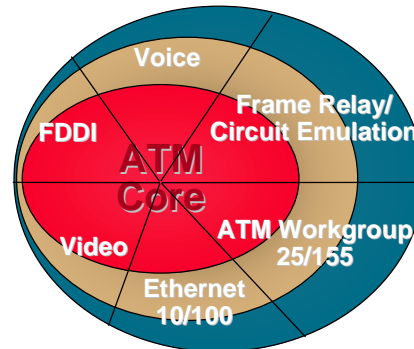 Voice
Frame Relay/
Circuit Emulation
FDDI
ATM
Core
ATM Workgroup
25/155
Video
Ethernet
10/100